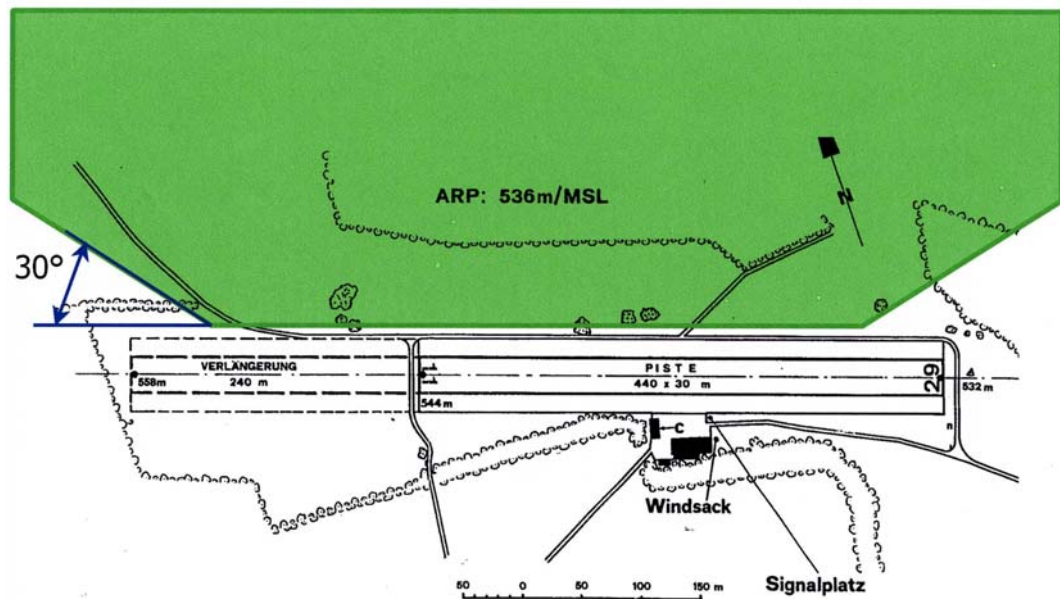 ARP: 536m/MSL
N
30°
VERLÄNGERUNG
240 m
558m
PISTE
440 x 30 m
29
532m
544m
C
n
Windsack
Signalplatz
50 0 50 100 150 m